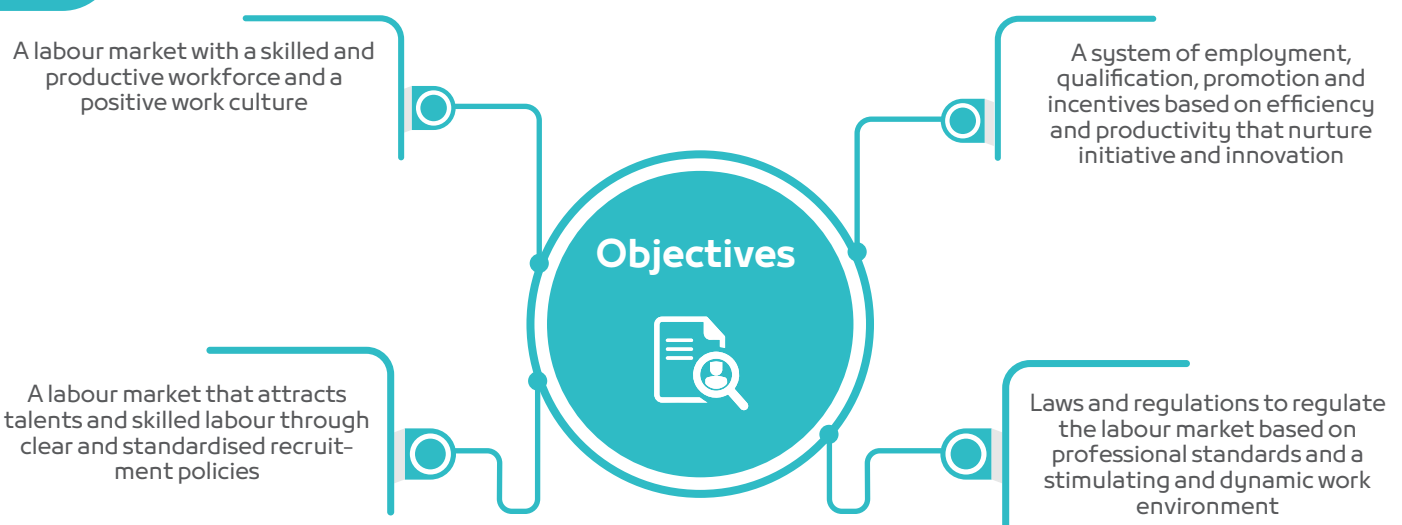 A labour market with a skilled and
productive workforce and a
positive work culture
A system of employment,
qualification, promotion and
incentives based on efficiency
and productivity that nurture
initiative and innovation
Objectives
A labour market that attracts
talents and skilled labour through
clear and standardised recruit-
ment policies
Laws and regulations to regulate
the labour market based on
professional standards and a
stimulating and dynamic work
environment